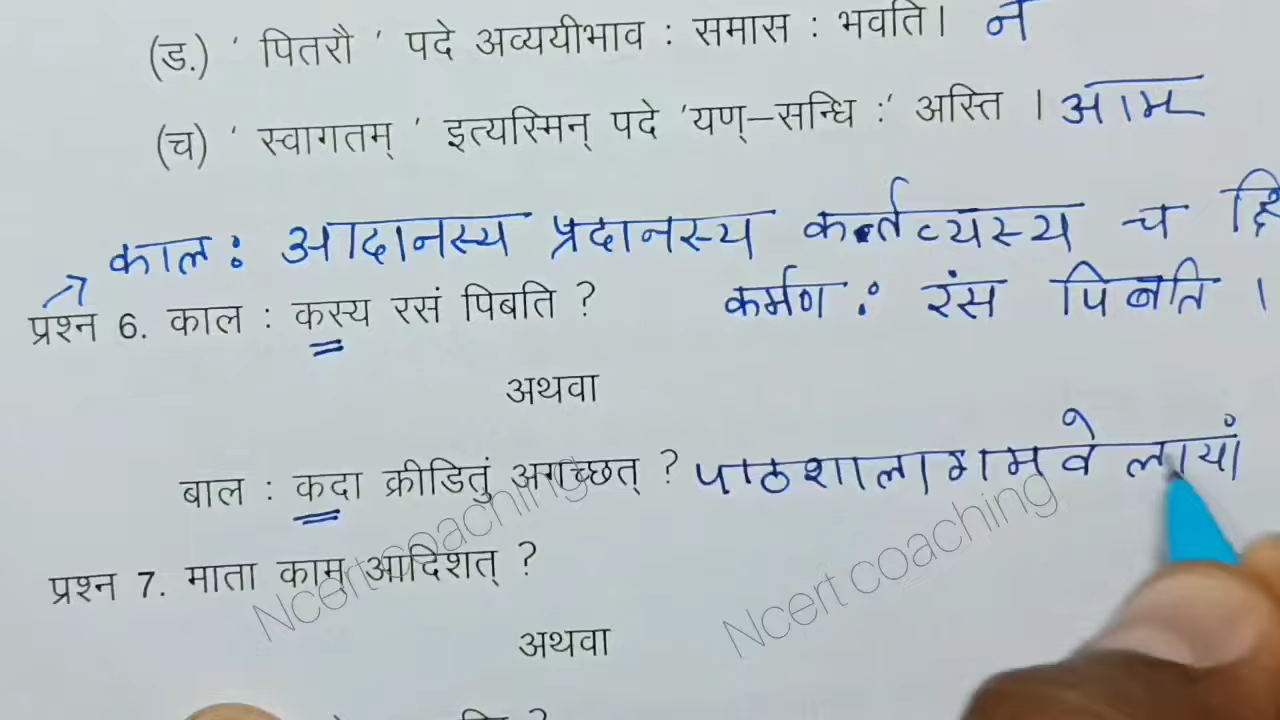 (ड.) ' पितरौ ' पदे अव्ययीभाव : समास : भवति। न
(च) ' स्वागतम् ' इत्यस्मिन् पदे 'यण्–सन्धि :' अस्ति । आम
काल: आदानस्य प्रदानस्य कर्तव्यस्य च
प्रश्न 6. काल : कस्य रसं पिबति ? कर्मण: रंस पिबति ।
अथवा
बाल : कदा क्रीडितुं अगच्छत् ? पाठशालागमवेलायां
प्रश्न 7. माता काम् आदिशत् ?
अथवा
Ncert coaching
Ncert coaching